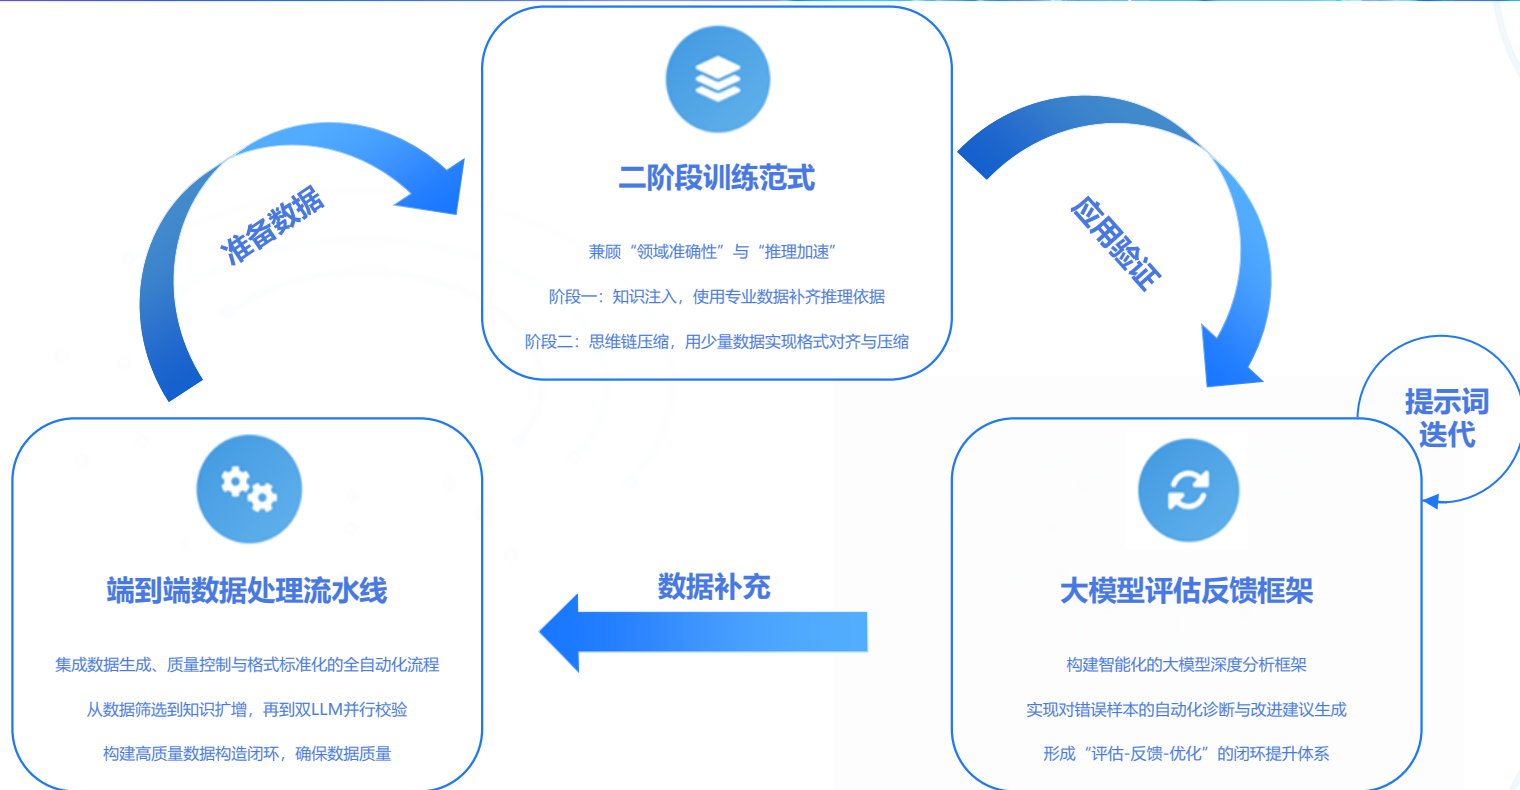 二阶段训练范式
兼顾“领域准确性”与“推理加速”
阶段一：知识注入，使用专业数据补齐推理依据
阶段二：思维链压缩，用少量数据实现格式对齐与压缩
准备数据
应用验证
提示词
迭代
端到端数据处理流水线
集成数据生成、质量控制与格式标准化的全自动化流程
从数据筛选到知识扩增，再到双LLM并行校验
构建高质量数据构造闭环，确保数据质量
数据补充
大模型评估反馈框架
构建智能化的大模型深度分析框架
实现对错误样本的自动化诊断与改进建议生成
形成“评估-反馈-优化”的闭环提升体系